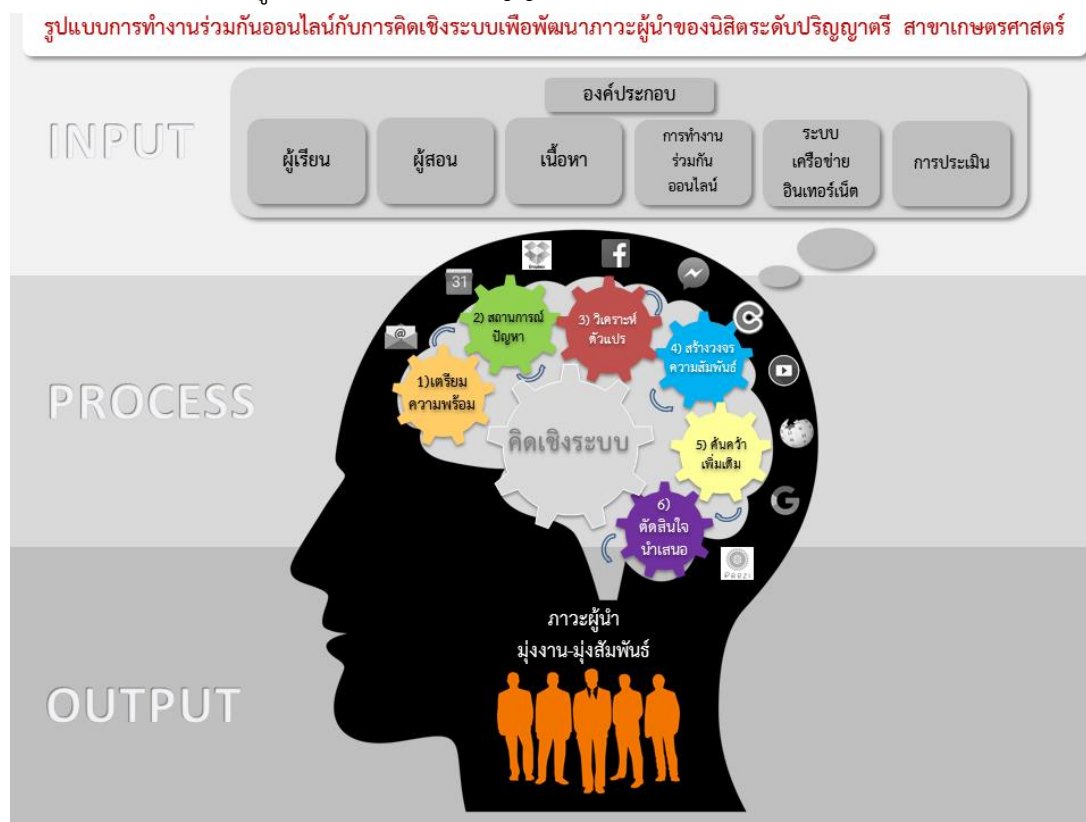 รูปแบบการทำงานร่วมกันออนไลน์กับการคิดเชิงระบบเพื่อพัฒนาภาวะผู้นำของนิสิตระดับปริญญาตรี สาขาเกษตรศาสตร์
INPUT
องค์ประกอบ
ผู้เรียน
ผู้สอน
เนื้อหา
การทำงาน
ร่วมกัน
ออนไลน์
ระบบ
เครือข่าย
อินเทอร์เน็ต
การประเมิน
PROCESS
31
@
f
1)เตรียม
ความพร้อม
2) สถานการณ์
ปัญหา
3) วิเคราะห์
ตัวแปร
4) สร้างวงจร
ความสัมพันธ์
5) ค้นคว้า
เพิ่มเติม
6)
ตัดสินใจ
นำเสนอ
คิดเชิงระบบ
C
G
Prezi
OUTPUT
ภาวะผู้นำ
มุ่งงาน-มุ่งสัมพันธ์